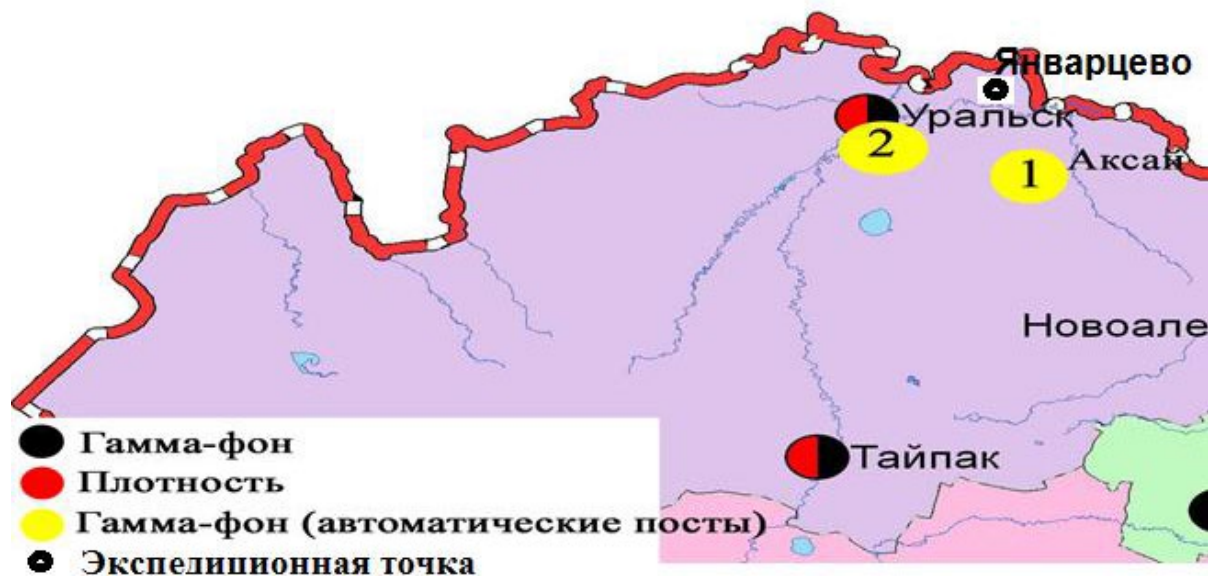 Январцево
Уральск
2
1
Аксай
Новоале
Тайпак
Гамма-фон
Плотность
Гамма-фон (автоматические посты)
Экспедиционная точка